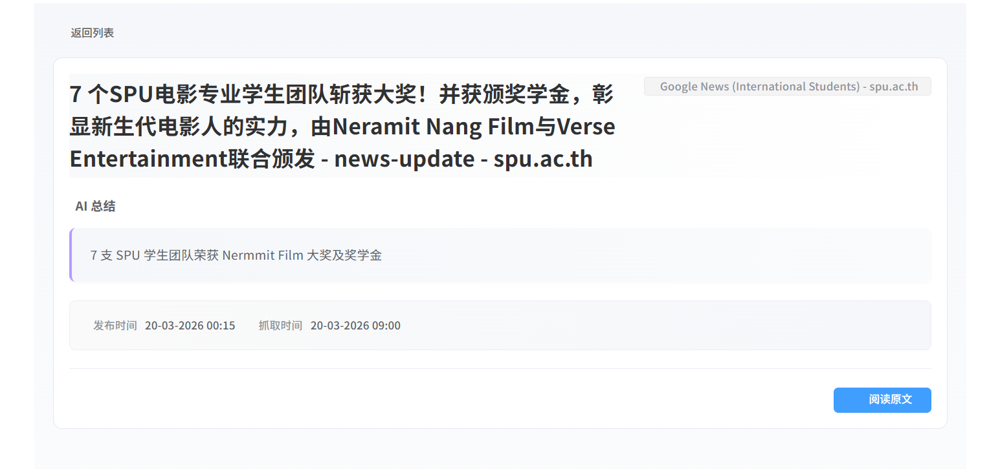 返回列表
7 个SPU电影专业学生团队斩获大奖！并获颁奖学金，彰
显新生代电影人的实力，由Neramit Nang Film与Verse
Entertainment联合颁发 - news-update - spu.ac.th
Google News (International Students) - spu.ac.th
AI 总结
7 支 SPU 学生团队荣获 Nermmit Film 大奖及奖学金
发布时间 20-03-2026 00:15 抓取时间 20-03-2026 09:00
阅读原文